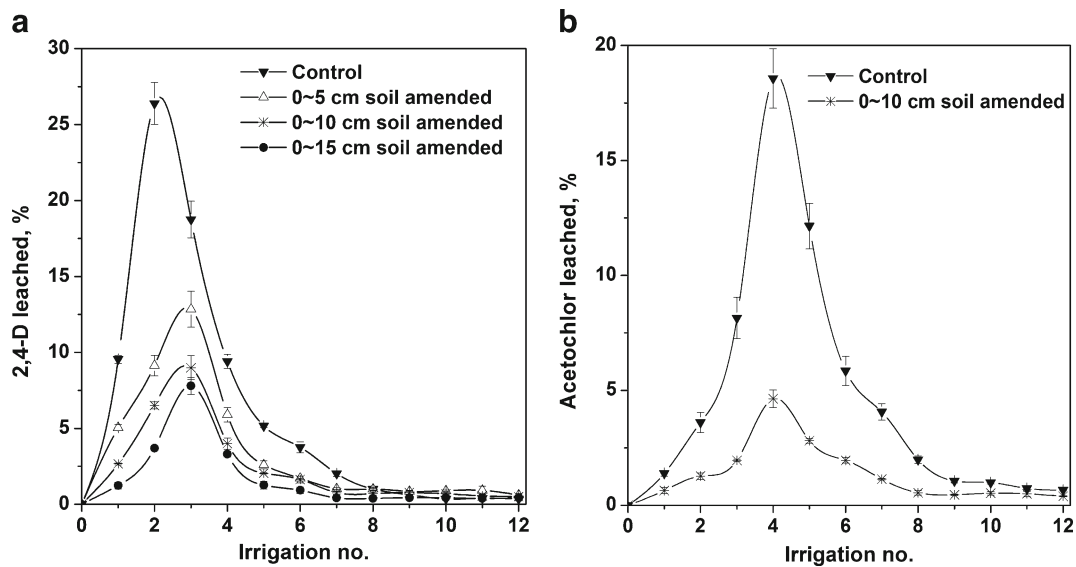 a
30
25
20
15
10
5
0
2,4-D leached, %
Control
0~5 cm soil amended
0~10 cm soil amended
0~15 cm soil amended
0 2 4 6 8 10 12
Irrigation no.
b
20
15
10
5
0
Acetochlor leached, %
Control
0~10 cm soil amended
0 2 4 6 8 10 12
Irrigation no.